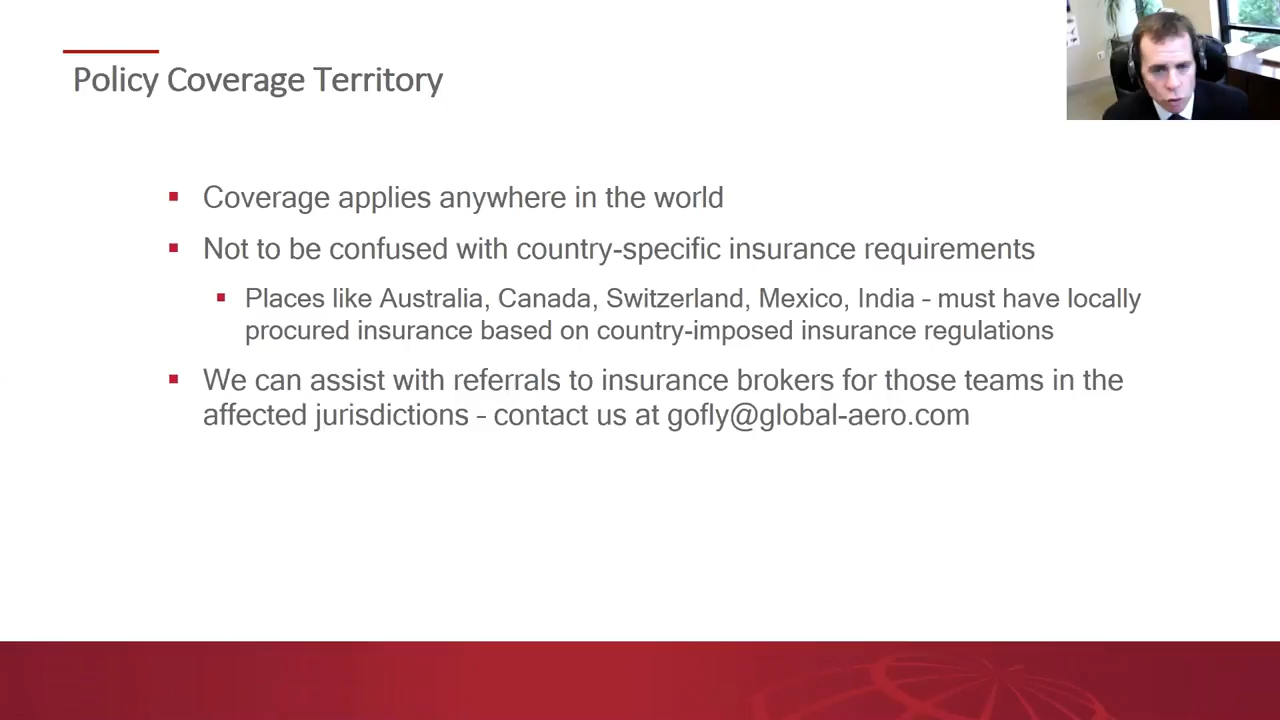 Policy Coverage Territory
Coverage applies anywhere in the world
Not to be confused with country-specific insurance requirements
Places like Australia, Canada, Switzerland, Mexico, India - must have locally
procured insurance based on country-imposed insurance regulations
We can assist with referrals to insurance brokers for those teams in the
affected jurisdictions - contact us at gofly@global-aero.com